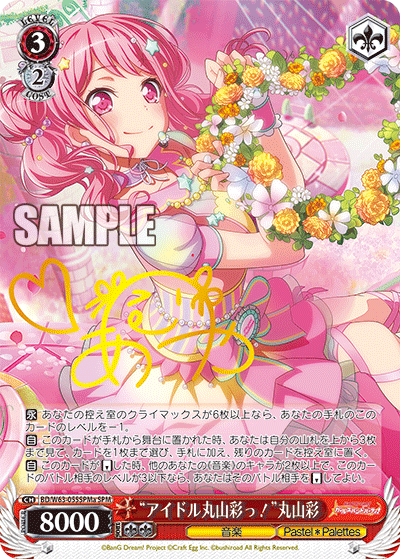 LEVEL
3
2
COST
SAMPLE
永 あなたの控え室のクライマックスが6枚以上なら、あなたの手札のこの
カードのレベルを－1。
自 このカードが手札から舞台に置かれた時、あなたは自分の山札を上から3枚
まで見て、カードを1枚まで選び、手札に加え、残りのカードを控え室に置く。
自 このカードが した時、他のあなたの《音楽》のキャラが2枚以上で、この
カードのバトル相手のレベルが3以下なら、あなたはそのバトル相手を してよい。
CH BD/W63-055SPMa SPM
8000
“アイドル丸山彩っ！”丸山彩
音楽
Pastel＊Palettes
©BanG Dream! Project ©Craft Egg Inc. ©bushiroad All Rights Reserved.